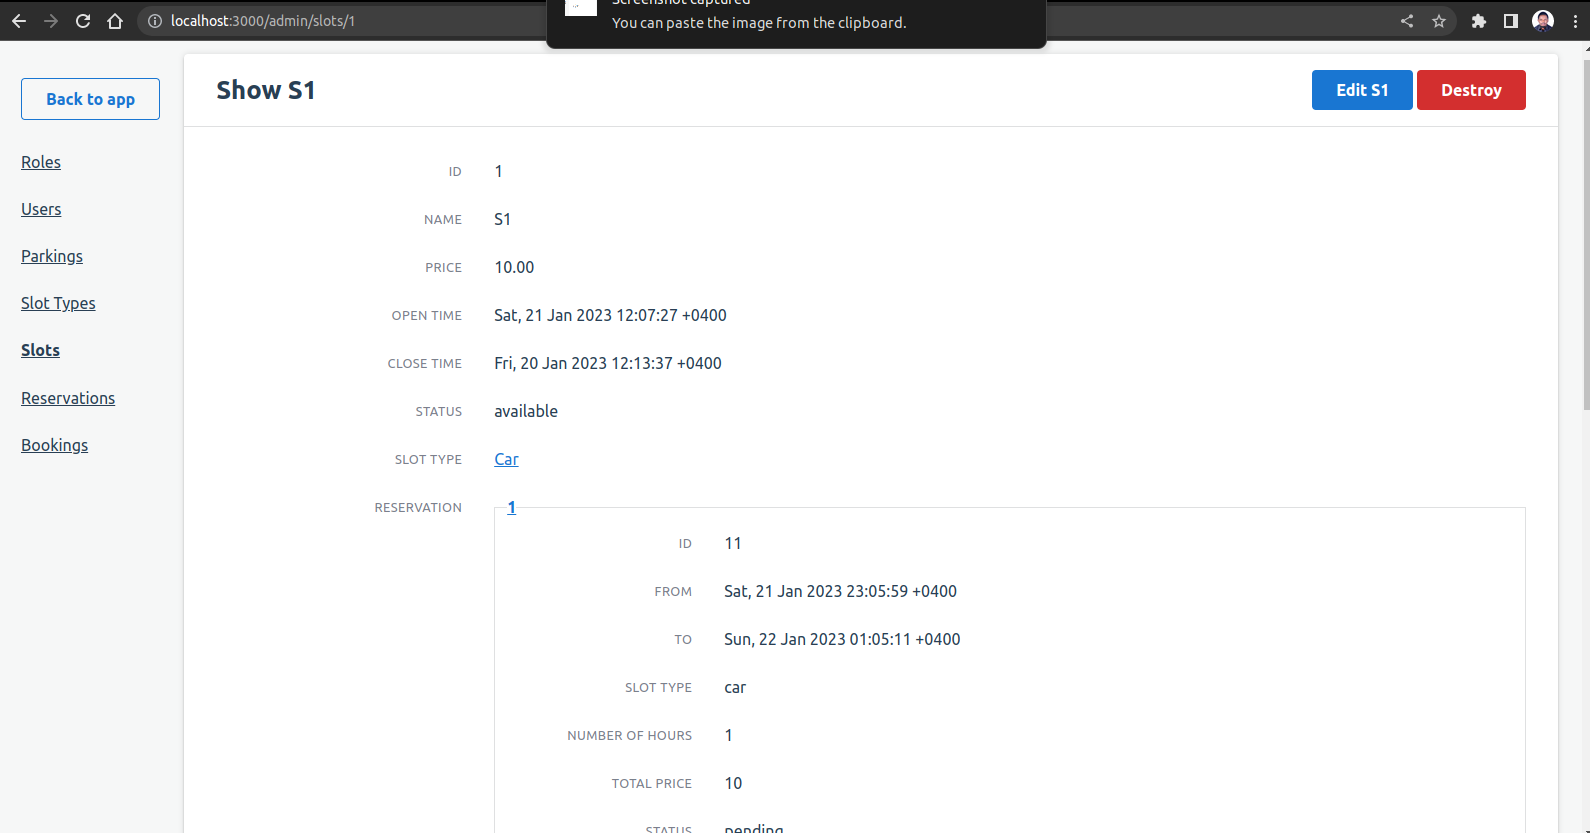 Screenshot captured
You can paste the image from the clipboard.
localhost:3000/admin/slots/1
Back to app
Roles
Users
Parkings
Slot Types
Slots
Reservations
Bookings
Show S1
Edit S1
Destroy
ID 1
NAME S1
PRICE 10.00
OPEN TIME Sat, 21 Jan 2023 12:07:27 +0400
CLOSE TIME Fri, 20 Jan 2023 12:13:37 +0400
STATUS available
SLOT TYPE Car
RESERVATION 1
ID 11
FROM Sat, 21 Jan 2023 23:05:59 +0400
TO Sun, 22 Jan 2023 01:05:11 +0400
SLOT TYPE car
NUMBER OF HOURS 1
TOTAL PRICE 10
STATUS pending